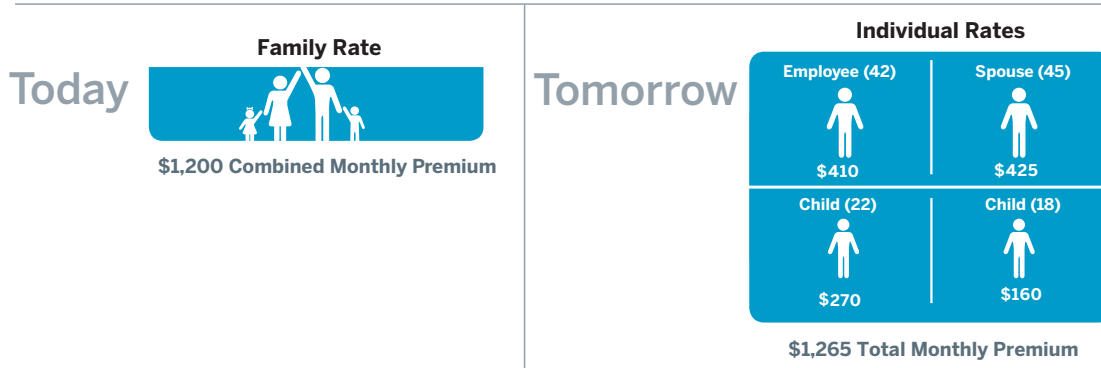 Family Rate
Today
$1,200 Combined Monthly Premium
Individual Rates
Tomorrow
Employee (42)
Spouse (45)
$410
$425
Child (22)
Child (18)
$270
$160
$1,265 Total Monthly Premium